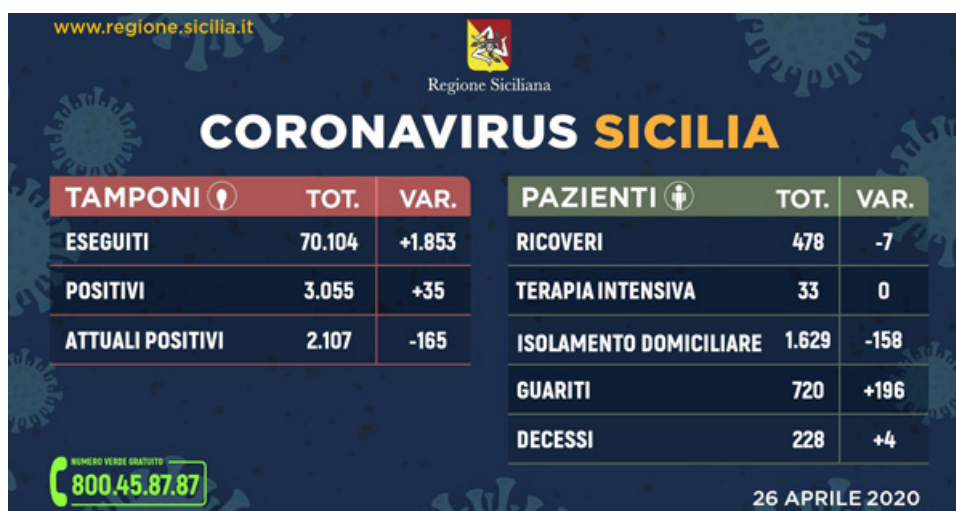 www.regione.sicilia.it
Regione Siciliana
CORONAVIRUS SICILIA
TAMPONI TOT. VAR.
ESEGUITI 70.104 +1.853
POSITIVI 3.055 +35
ATTUALI POSITIVI 2.107 -165
PAZIENTI TOT. VAR.
RICOVERI 478 -7
TERAPIA INTENSIVA 33 0
ISOLAMENTO DOMICILIARE 1.629 -158
GUARITI 720 +196
DECESSI 228 +4
NUMERO VERDE GRATUITO
800.45.87.87
26 APRILE 2020